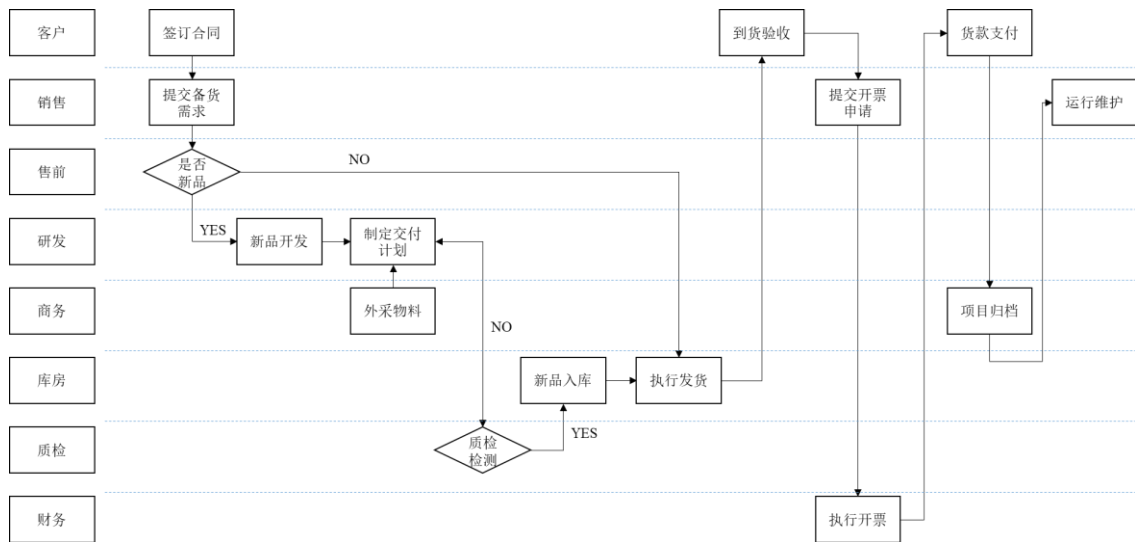 客户
签订合同
到货验收
货款支付
销售
提交备货
需求
提交开票
申请
运行维护
售前
是否
新品
NO
研发
YES
新品开发
制定交付
计划
商务
外采物料
NO
项目归档
库房
新品入库
执行发货
质检
质检
检测
YES
财务
执行开票